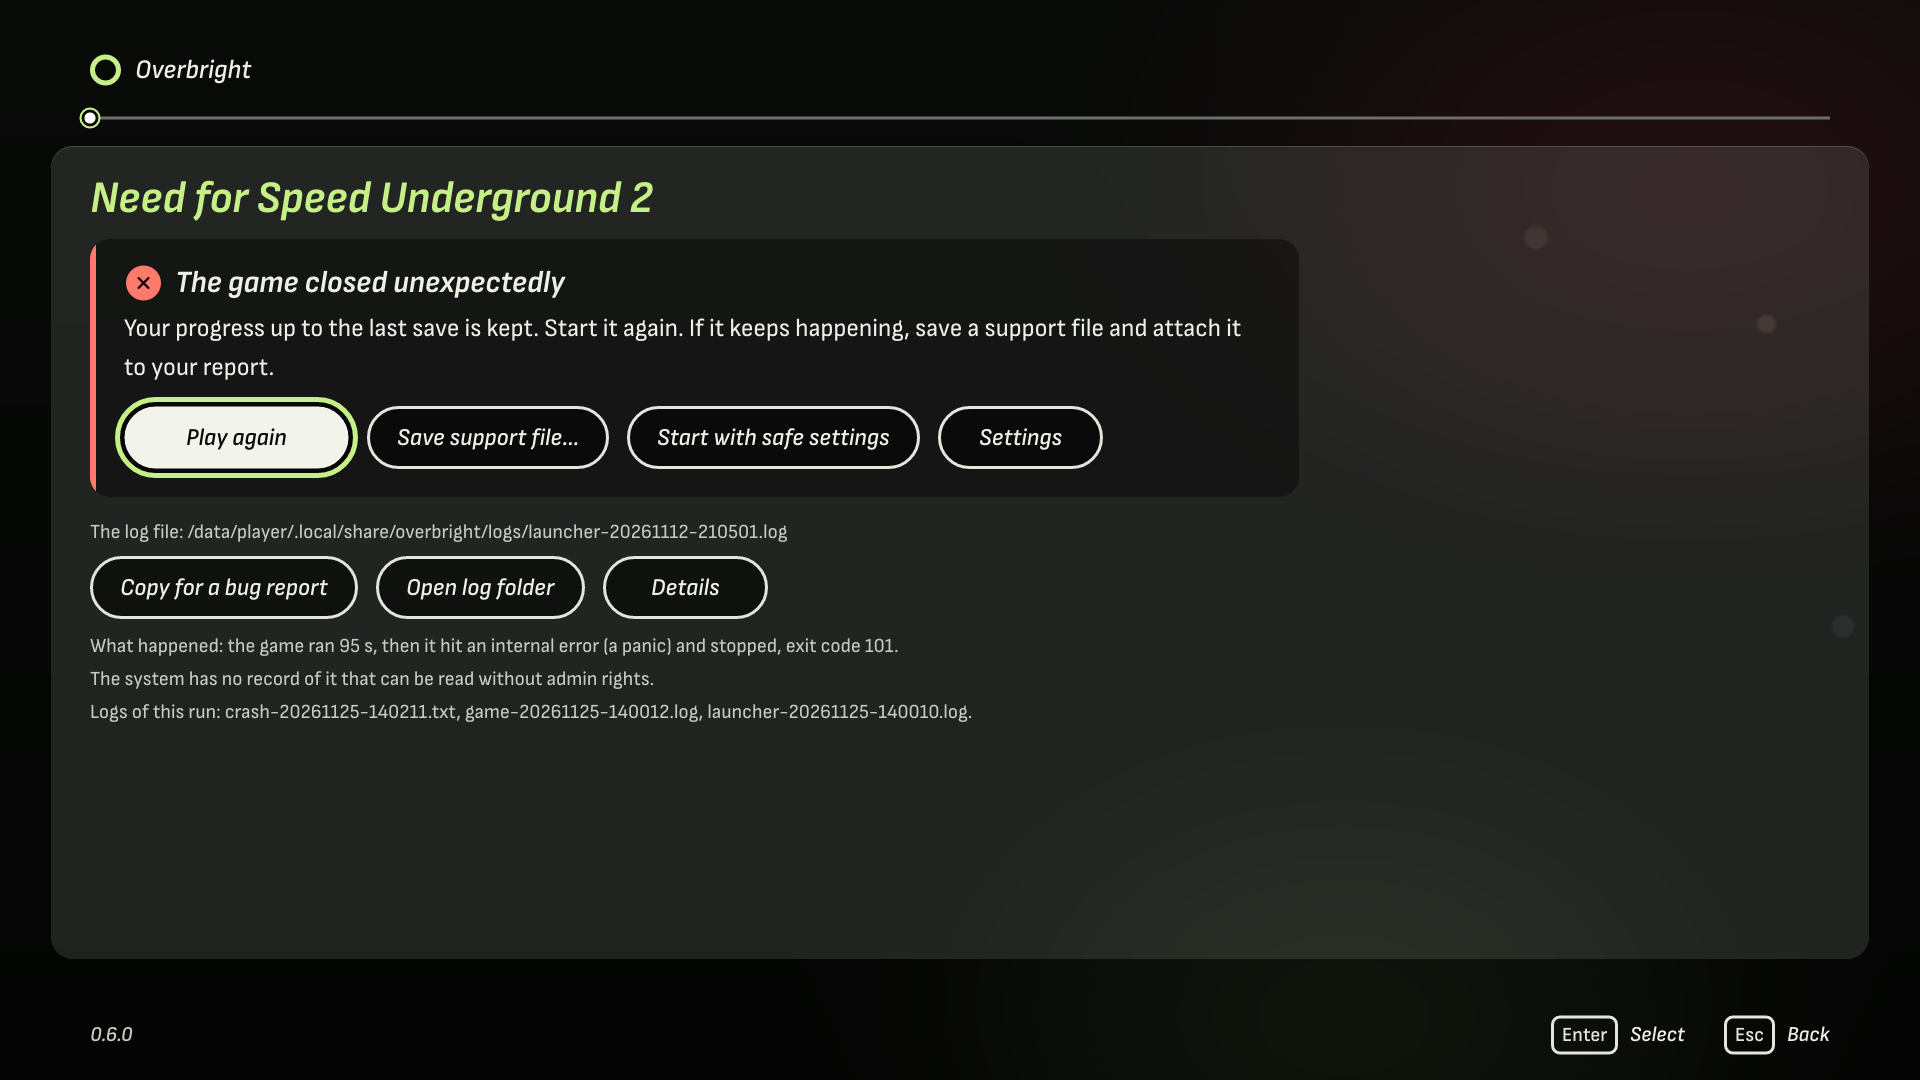 Overbright
Need for Speed Underground 2
The game closed unexpectedly
Your progress up to the last save is kept. Start it again. If it keeps happening, save a support file and attach it
to your report.
Play again
Save support file...
Start with safe settings
Settings
The log file: /data/player/.local/share/overbright/logs/launcher-20261112-210501.log
Copy for a bug report
Open log folder
Details
What happened: the game ran 95 s, then it hit an internal error (a panic) and stopped, exit code 101.
The system has no record of it that can be read without admin rights.
Logs of this run: crash-20261125-140211.txt, game-20261125-140012.log, launcher-20261125-140010.log.
0.6.0
Enter Select
Esc Back